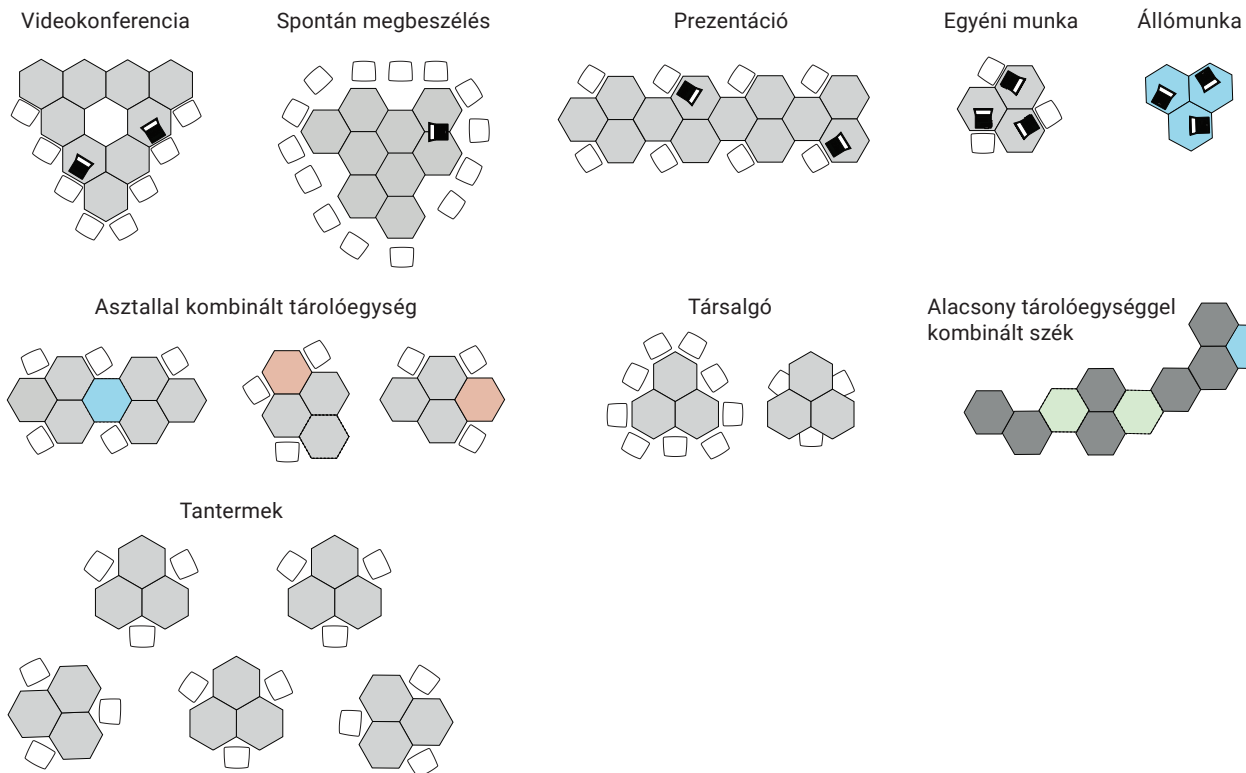 Videokonferencia
Spontán megbeszélés
Prezentáció
Egyéni munka
Állómunka
Asztallal kombinált tárolóegység
Társalgó
Alacsony tárolóegységgel
kombinált szék
Tantermek